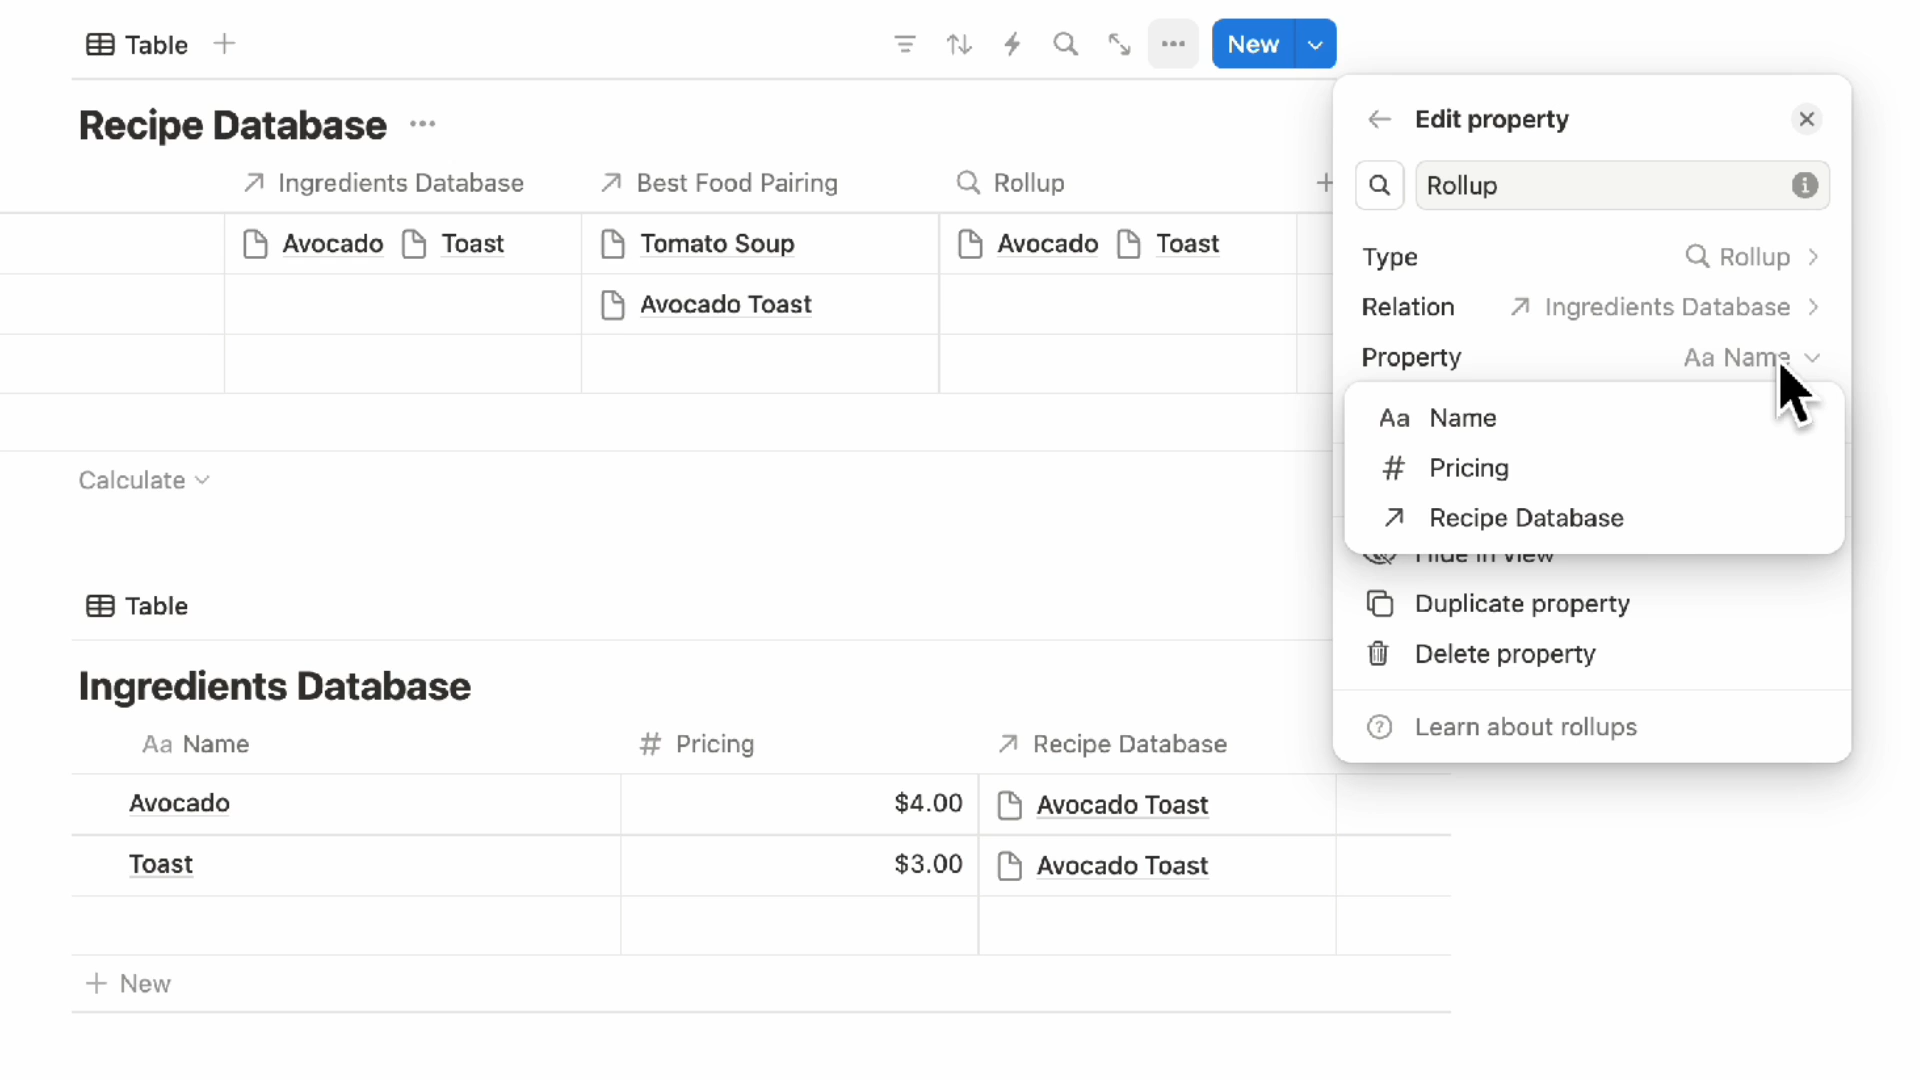 Table
New
Recipe Database
Ingredients Database Best Food Pairing Rollup
Avocado Toast Tomato Soup Avocado Toast
Avocado Toast
Calculate
Table
Ingredients Database
Aa Name # Pricing Recipe Database
Avocado $4.00 Avocado Toast
Toast $3.00 Avocado Toast
New
Edit property
Rollup
Type Rollup
Relation Ingredients Database
Property Aa Name
Aa Name
# Pricing
Recipe Database
Hide in view
Duplicate property
Delete property
Learn about rollups